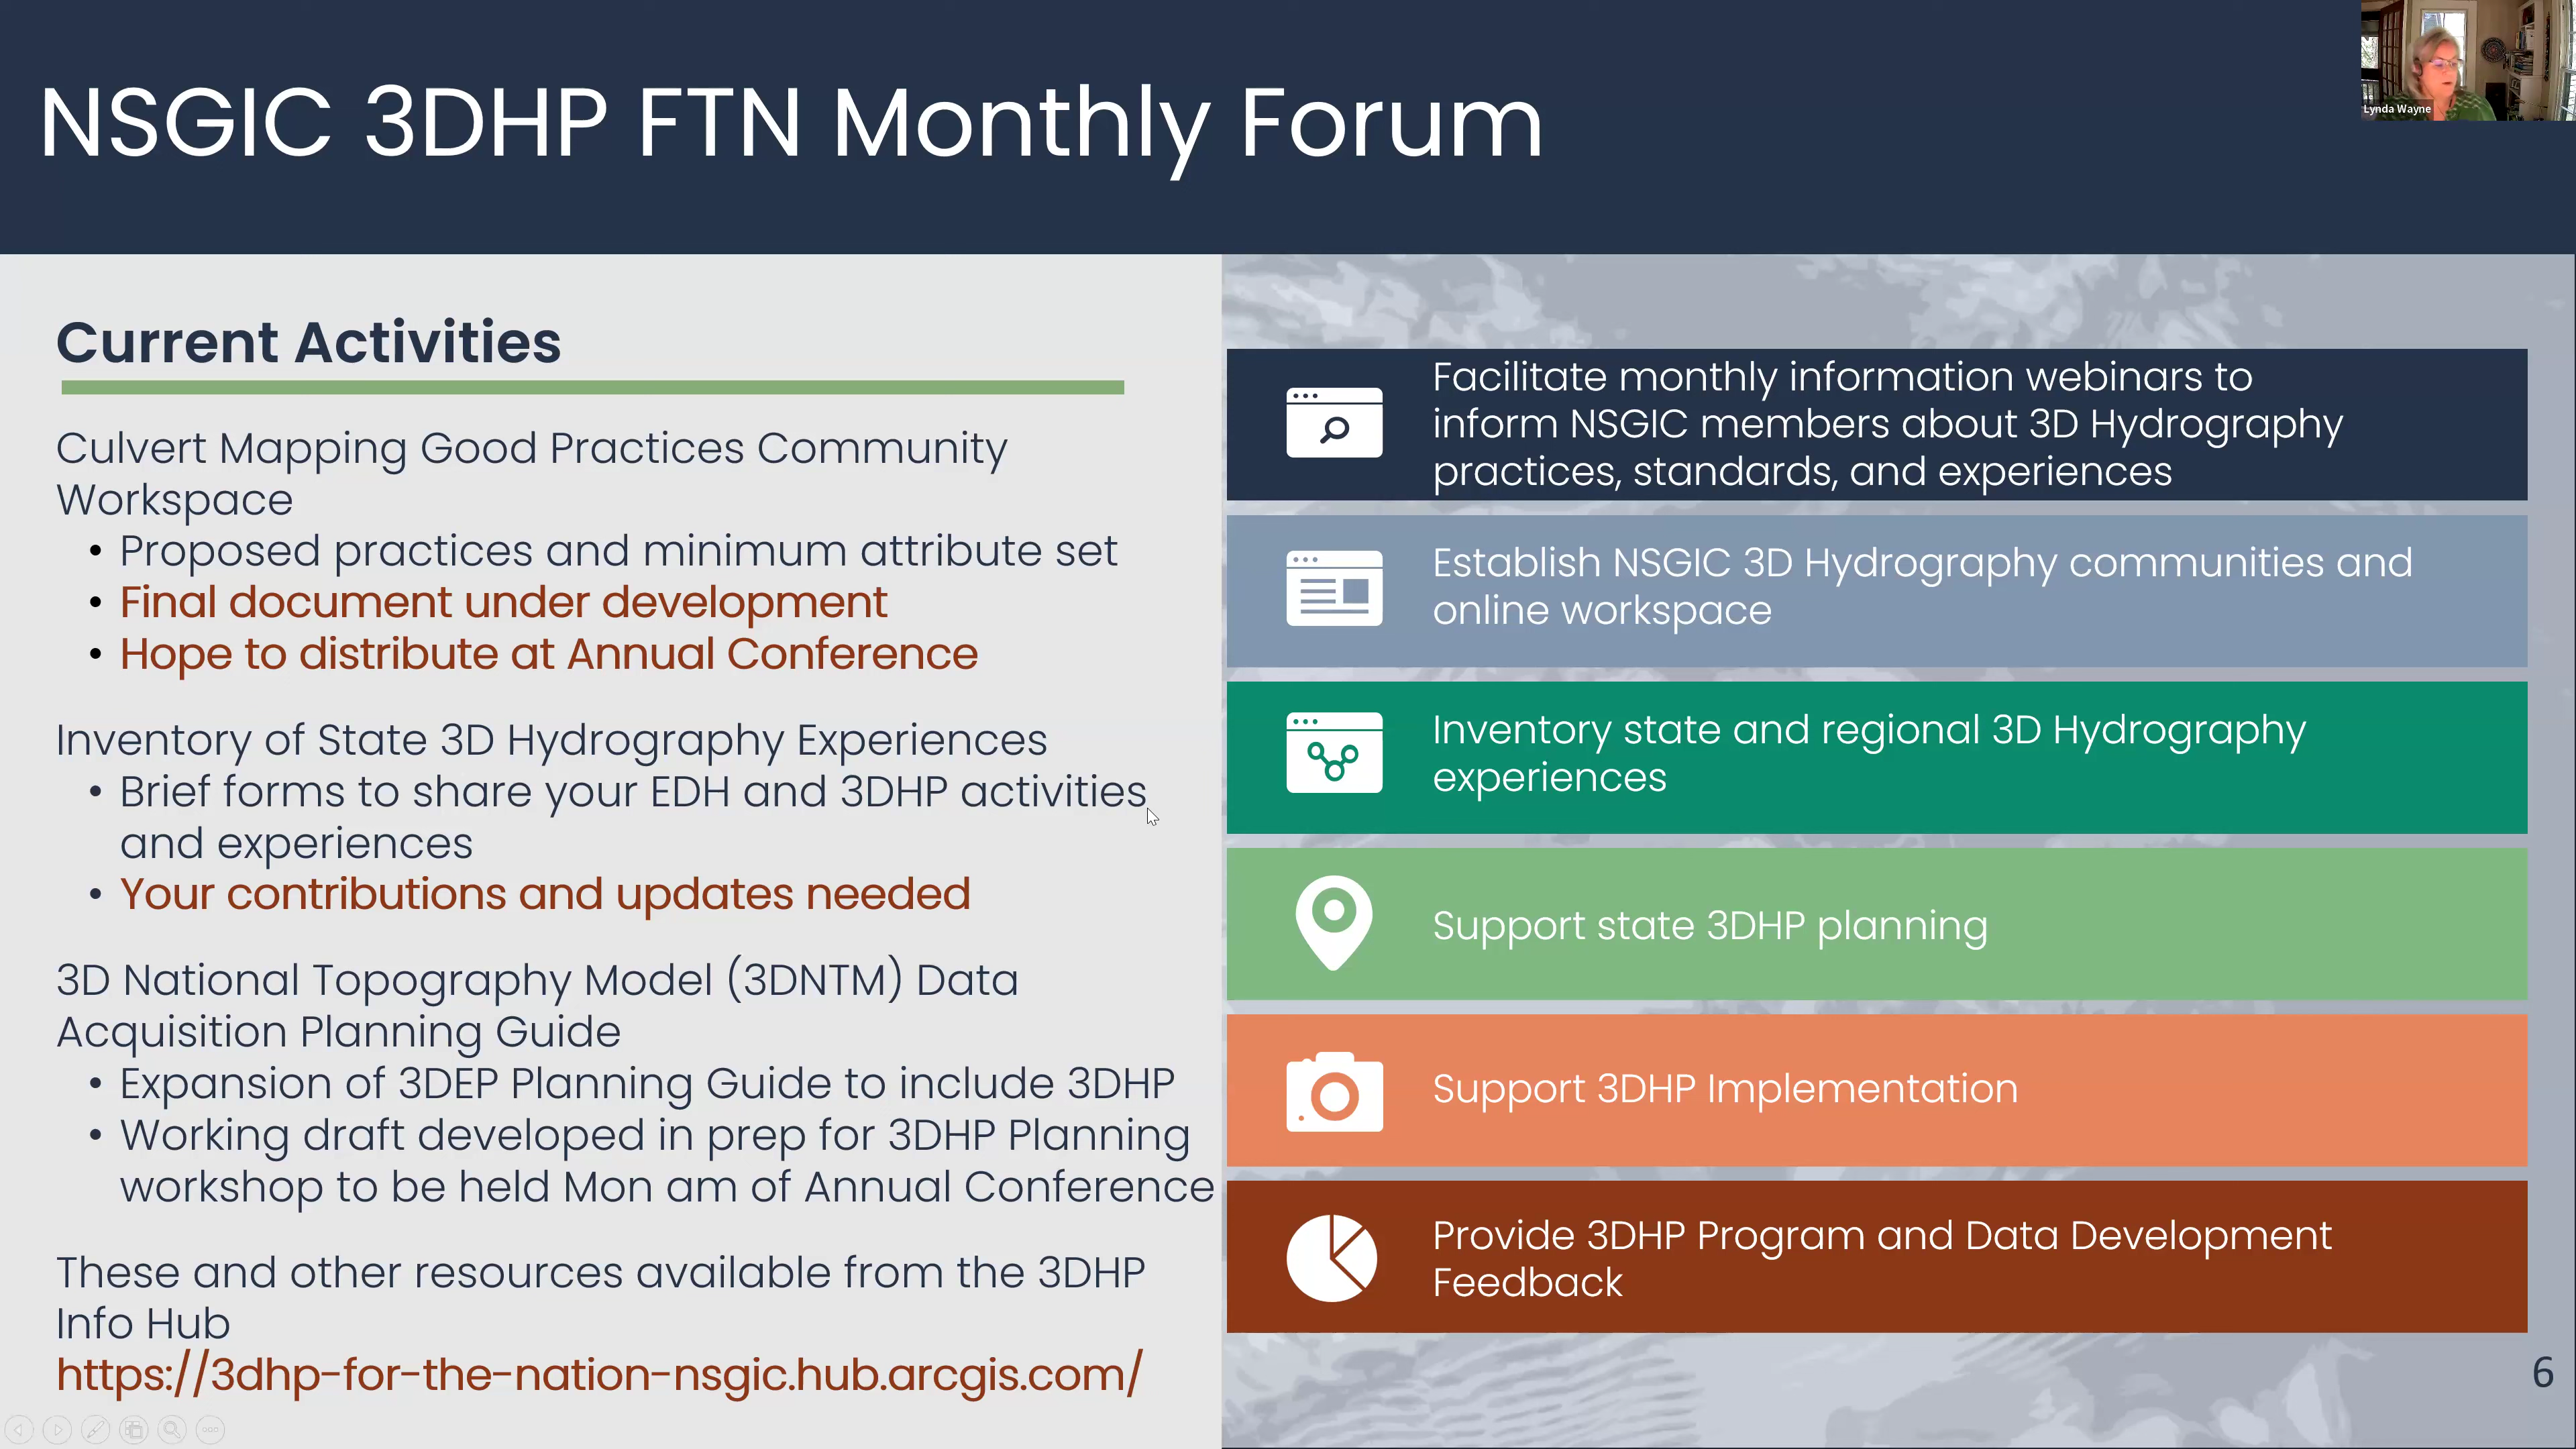 NSGIC 3DHP FTN Monthly Forum
Lynda Wayne
Current Activities
Culvert Mapping Good Practices Community
Workspace
• Proposed practices and minimum attribute set
• Final document under development
• Hope to distribute at Annual Conference
Inventory of State 3D Hydrography Experiences
• Brief forms to share your EDH and 3DHP activities
and experiences
• Your contributions and updates needed
3D National Topography Model (3DNTM) Data
Acquisition Planning Guide
• Expansion of 3DEP Planning Guide to include 3DHP
• Working draft developed in prep for 3DHP Planning
workshop to be held Mon am of Annual Conference
These and other resources available from the 3DHP
Info Hub
https://3dhp-for-the-nation-nsgic.hub.arcgis.com/
Facilitate monthly information webinars to
inform NSGIC members about 3D Hydrography
practices, standards, and experiences
Establish NSGIC 3D Hydrography communities and
online workspace
Inventory state and regional 3D Hydrography
experiences
Support state 3DHP planning
Support 3DHP Implementation
Provide 3DHP Program and Data Development
Feedback
6